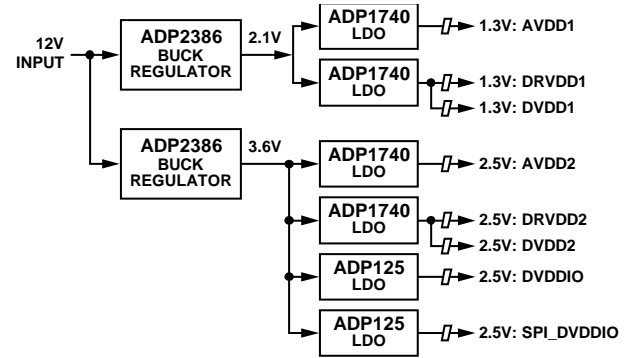 12V
INPUT
ADP2386
BUCK
REGULATOR
2.1V
ADP1740
LDO
1.3V: AVDD1
ADP1740
LDO
1.3V: DRVDD1
1.3V: DVDD1
ADP2386
BUCK
REGULATOR
3.6V
ADP1740
LDO
2.5V: AVDD2
ADP1740
LDO
2.5V: DRVDD2
2.5V: DVDD2
ADP125
LDO
2.5V: DVDDIO
ADP125
LDO
2.5V: SPI_DVDDIO